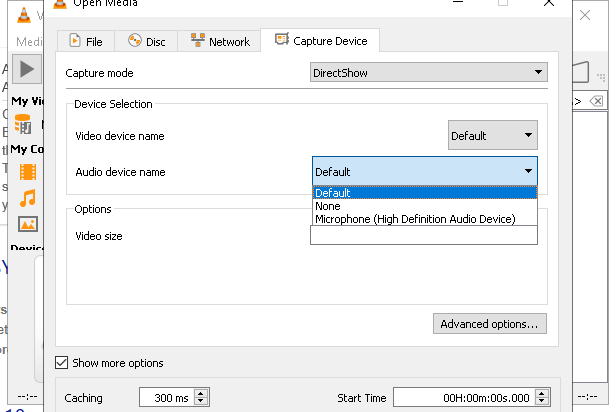 Open Media
V
Medi
File
Disc
Network
Capture Device
Capture mode
DirectShow
My Vi
Device Selection
Video device name
Default
My Co
Audio device name
Default
Default
None
Microphone (High Definition Audio Device)
Options
Video size
Device
Advanced options...
Show more options
Caching
300 ms
Start Time
00H:00m:00s.000
--:--
--:--